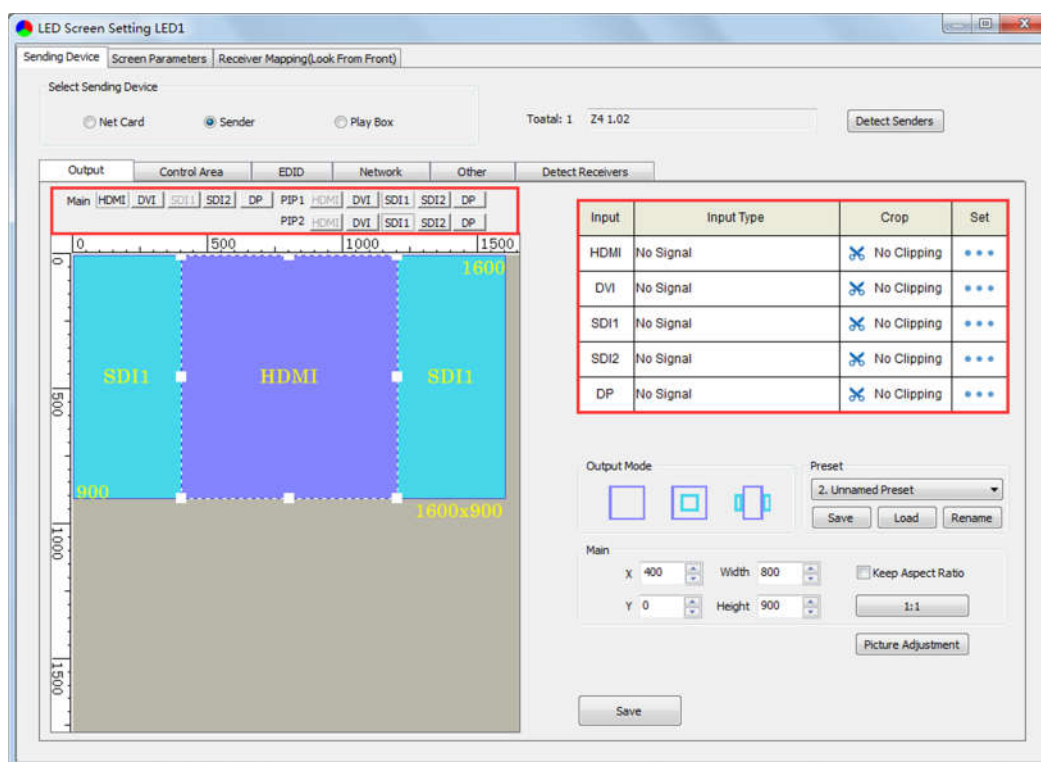 LED Screen Setting LED1
Sending Device Screen Parameters Receiver Mapping(Look From Front)
Select Sending Device
Net Card Sender Play Box
Toatal: 1 Z4 1.02 Detect Senders
Output Control Area EDID Network Other Detect Receivers
Main HDMI DVI SDI1 SDI2 DP PIP1 HDMI DVI SDI1 SDI2 DP
PIP2 HDMI DVI SDI1 SDI2 DP
0 500 1000 1500
0
500
1000
1500
1600
SDI1 HDMI SDI1
900
1600x900
Input Input Type Crop Set
HDMI No Signal No Clipping
DVI No Signal No Clipping
SDI1 No Signal No Clipping
SDI2 No Signal No Clipping
DP No Signal No Clipping
Output Mode
Preset
2. Unnamed Preset
Save Load Rename
Main
X 400 Width 800 Keep Aspect Ratio
Y 0 Height 900 1:1
Picture Adjustment
Save